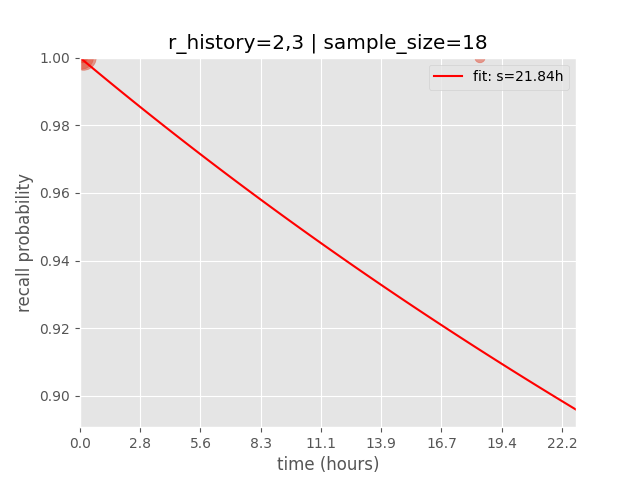 r_history=2,3 | sample_size=18
fit: s=21.84h
1.00
0.98
0.96
0.94
0.92
0.90
recall probability
0.0 2.8 5.6 8.3 11.1 13.9 16.7 19.4 22.2
time (hours)